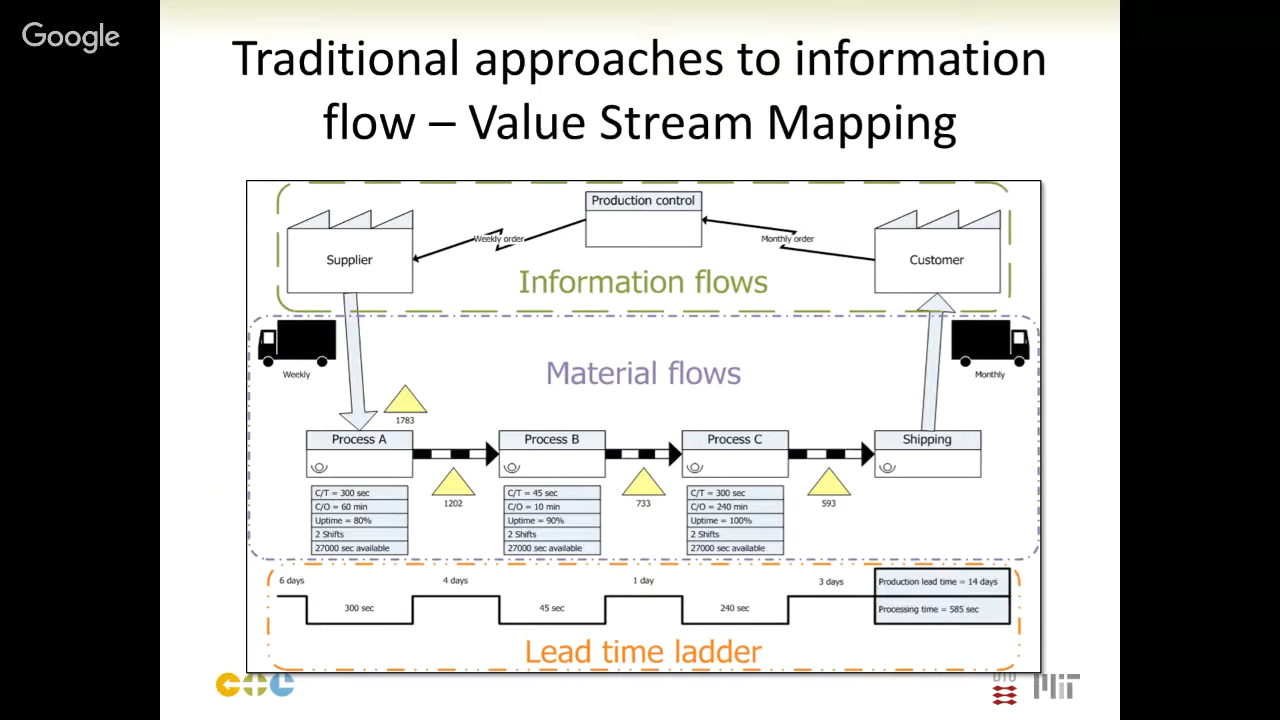 Google
Traditional approaches to information
flow – Value Stream Mapping
Production control
Supplier
Weekly order
Monthly order
Customer
Information flows
Weekly
Material flows
Monthly
1783
Process A
Process B
Process C
Shipping
1202
733
593
C/T = 300 sec
C/O = 60 min
Uptime = 80%
2 Shifts
27000 sec available
C/T = 45 sec
C/O = 10 min
Uptime = 90%
2 Shifts
27000 sec available
C/T = 300 sec
C/O = 240 min
Uptime = 100%
2 Shifts
27000 sec available
6 days
4 days
1 day
3 days
Production lead time = 14 days
300 sec
45 sec
240 sec
Processing time = 585 sec
Lead time ladder
DTU
MIT